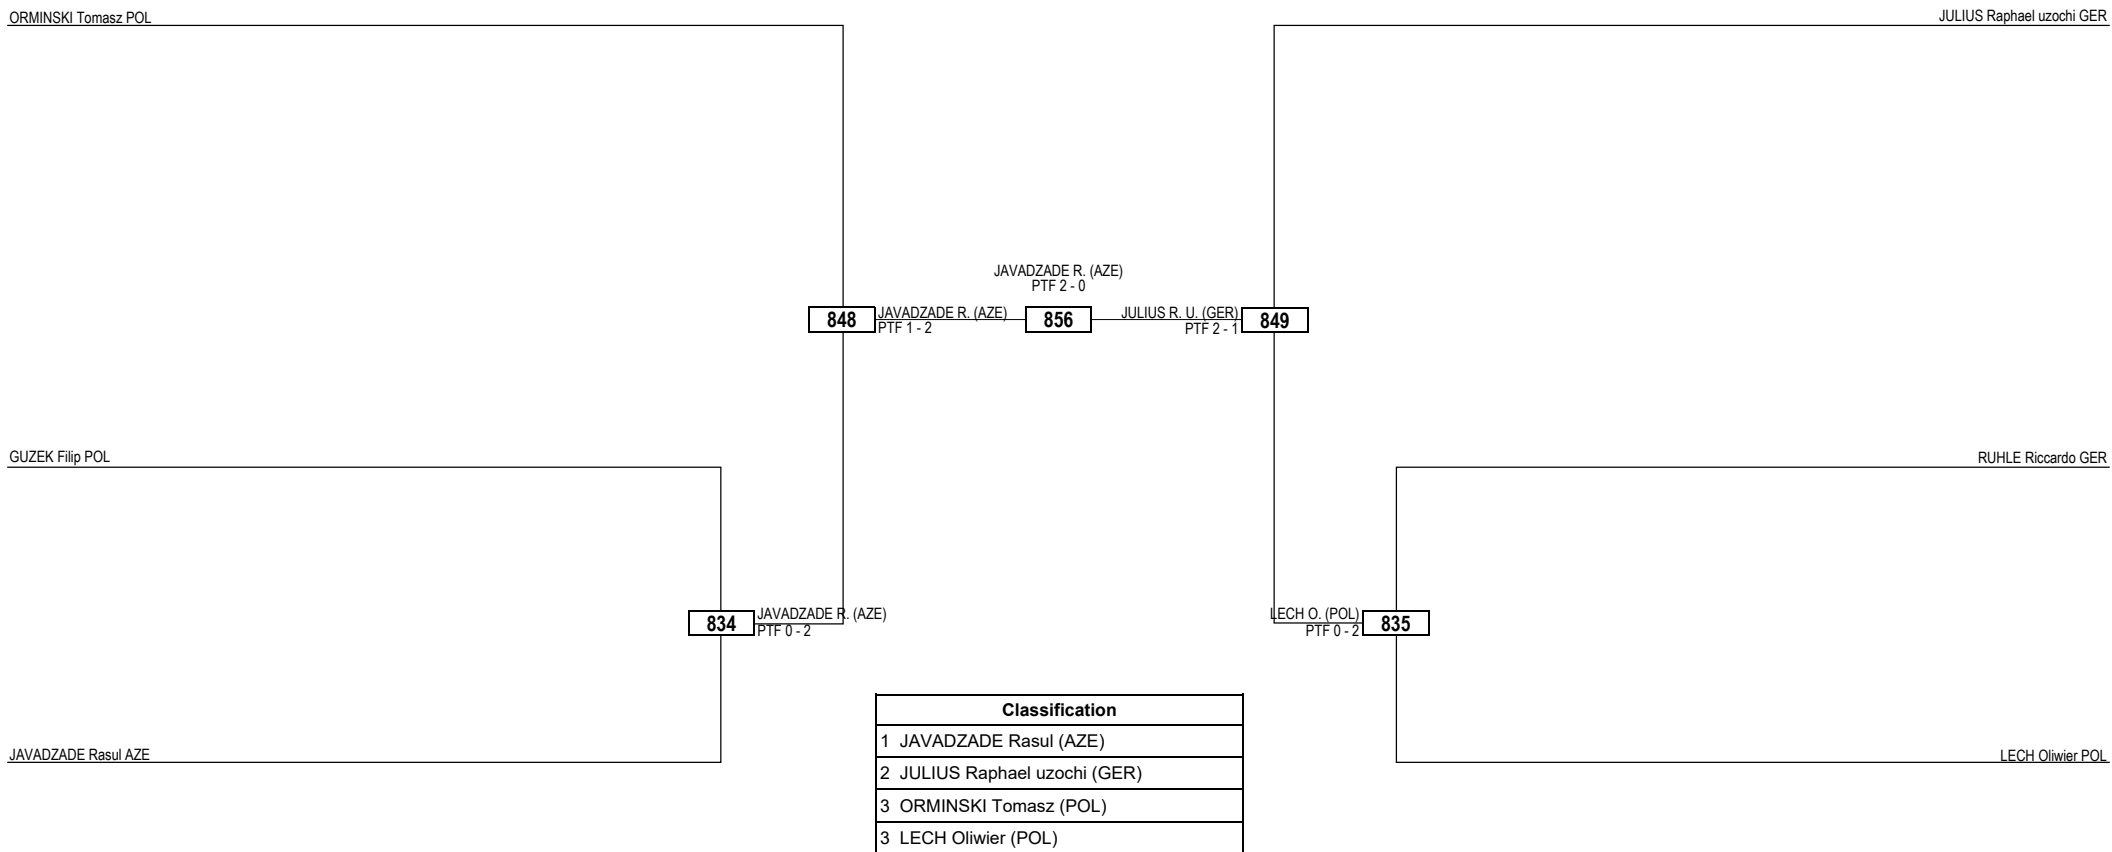 ORMINSKI Tomasz POL
JULIUS Raphael uzochi GER
JAVADZADE R. (AZE)
PTF 2 - 0
848
JAVADZADE R. (AZE)
PTF 1 - 2
856
JULIUS R. U. (GER)
PTF 2 - 1
849
GUZEK Filip POL
RUHLE Riccardo GER
834
JAVADZADE R. (AZE)
PTF 0 - 2
LECH O. (POL)
PTF 0 - 2
835
JAVADZADE Rasul AZE
LECH Oliwier POL
Classification
1 JAVADZADE Rasul (AZE)
2 JULIUS Raphael uzochi (GER)
3 ORMINSKI Tomasz (POL)
3 LECH Oliwier (POL)